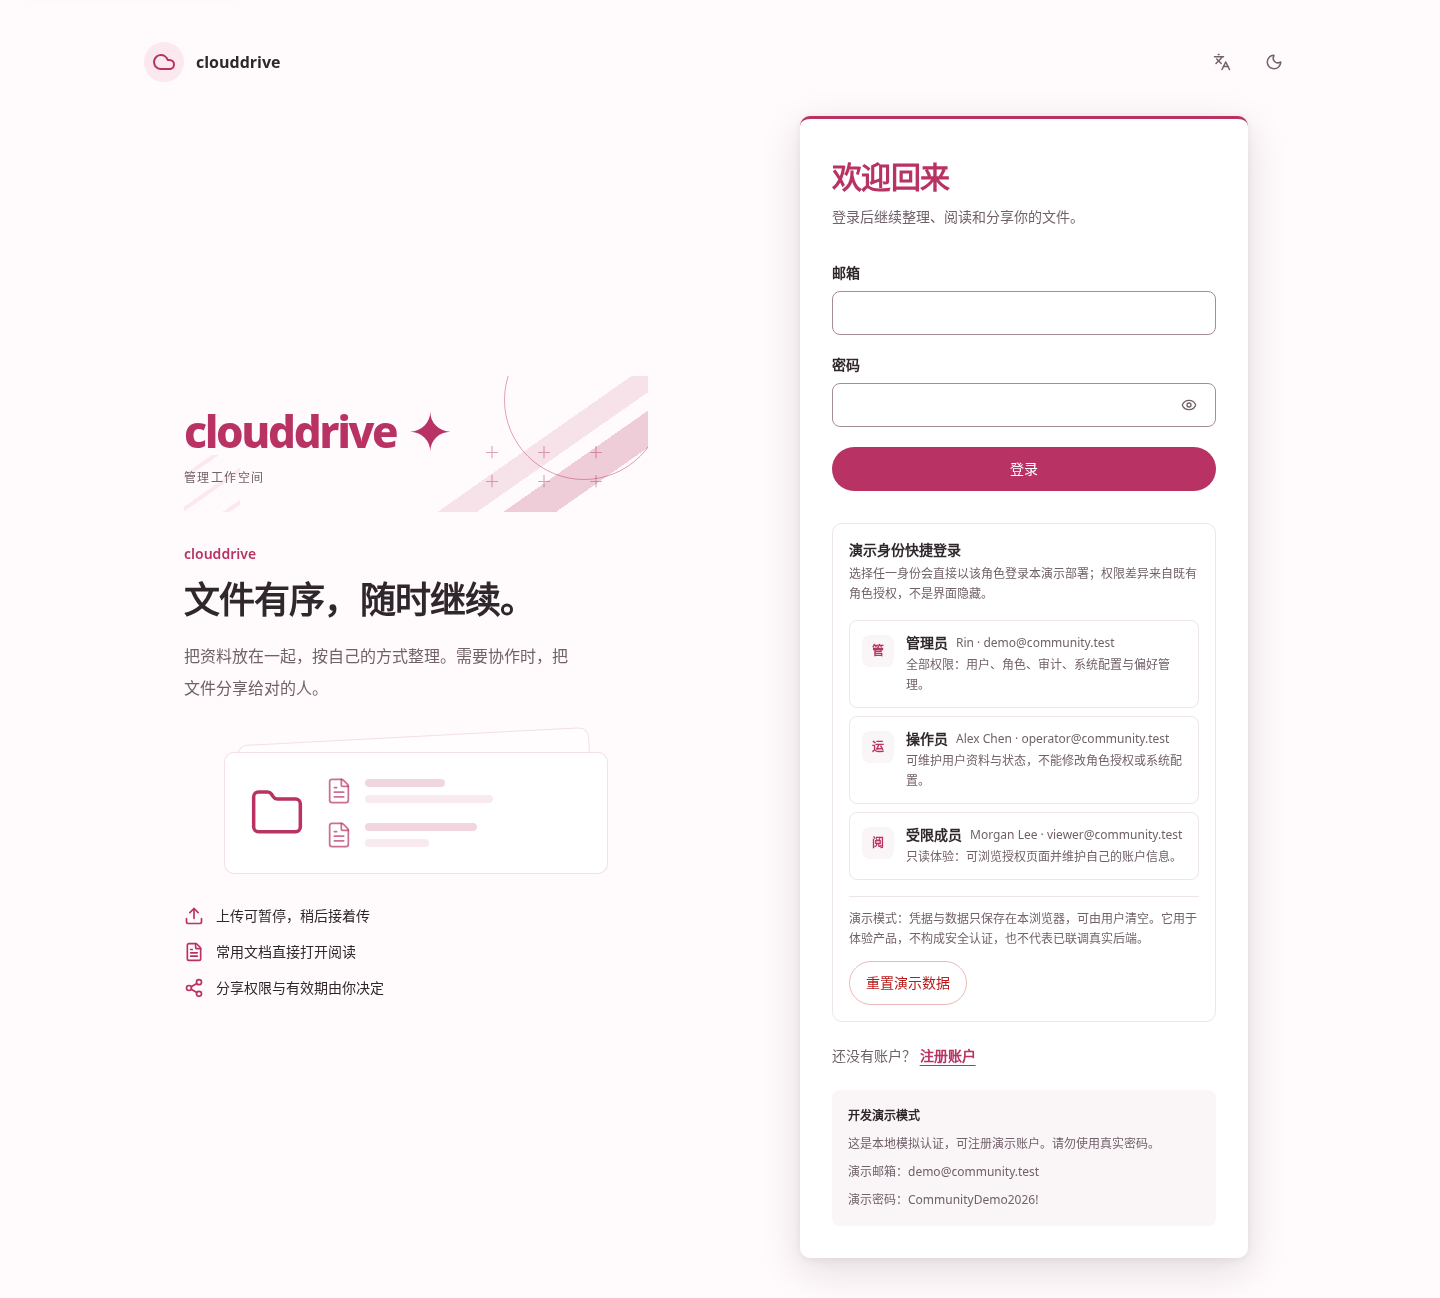 clouddrive
clouddrive ✦
管理工作空间
clouddrive
文件有序，随时继续。
把资料放在一起，按自己的方式整理。需要协作时，把
文件分享给对的人。
上传可暂停，稍后接着传
常用文档直接打开阅读
分享权限与有效期由你决定
欢迎回来
登录后继续整理、阅读和分享你的文件。
邮箱
密码
登录
演示身份快捷登录
选择任一身份会直接以该角色登录本演示部署；权限差异来自既有
角色授权，不是界面隐藏。
管
管理员 Rin · demo@community.test
全部权限：用户、角色、审计、系统配置与偏好管
理。
运
操作员 Alex Chen · operator@community.test
可维护用户资料与状态，不能修改角色授权或系统配
置。
阅
受限成员 Morgan Lee · viewer@community.test
只读体验：可浏览授权页面并维护自己的账户信息。
演示模式：凭据与数据只保存在本浏览器，可由用户清空。它用于
体验产品，不构成安全认证，也不代表已联调真实后端。
重置演示数据
还没有账户？ 注册账户
开发演示模式
这是本地模拟认证，可注册演示账户。请勿使用真实密码。
演示邮箱：demo@community.test
演示密码：CommunityDemo2026!